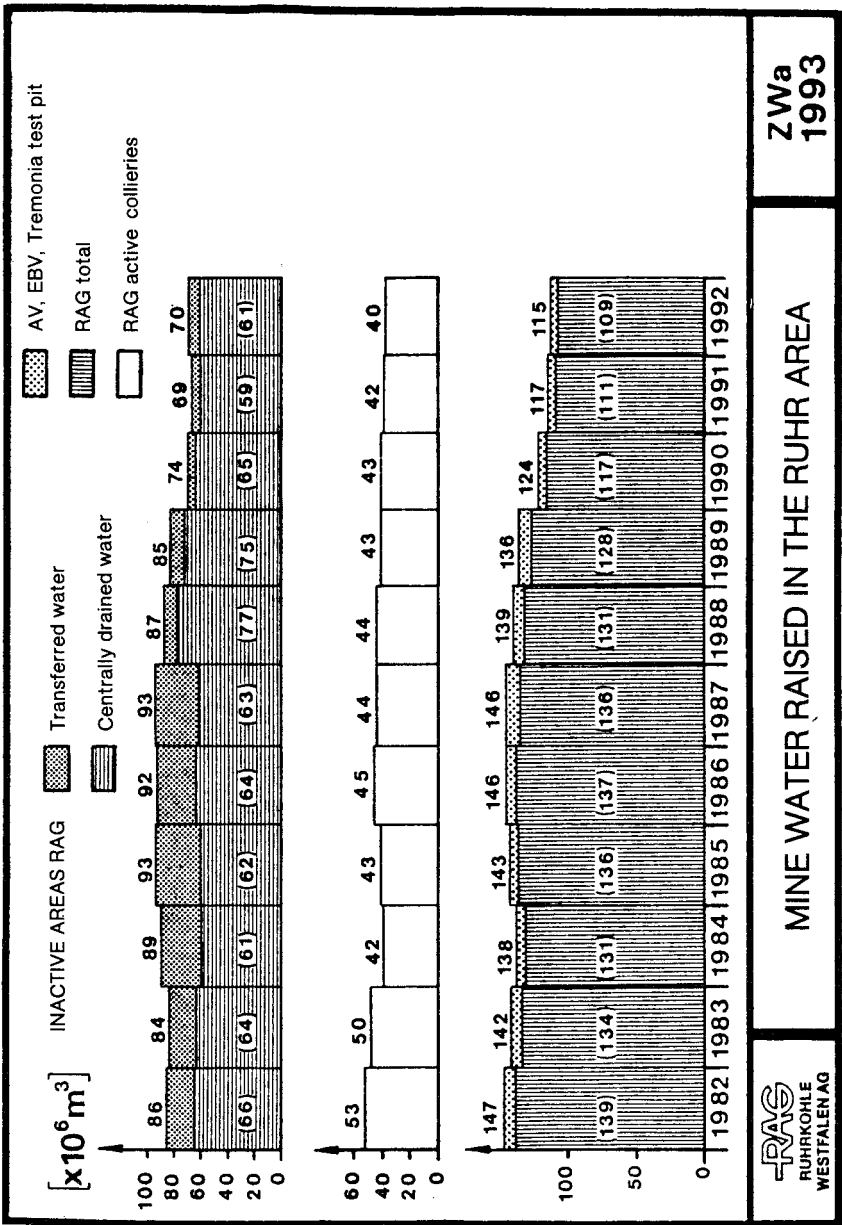 [x10⁶m³]
INACTIVE AREAS RAG
Transferred water
Centrally drained water
AV, EBV, Tremonia test pit
RAG total
RAG active collieries
100
80
60
40
20
0
86 84 89 93 92 93 87 85 74 69 70
(66) (64) (61) (62) (64) (63) (77) (75) (65) (59) (61)
60
40
20
0
53 50 42 43 45 44 44 43 43 42 40
100
50
0
147 142 138 143 146 146 139 136 124 117 115
(139) (134) (131) (136) (137) (136) (131) (128) (117) (111) (109)
1982 1983 1984 1985 1986 1987 1988 1989 1990 1991 1992
RAG
RUHRKOHLE
WESTFALEN AG
MINE WATER RAISED IN THE RUHR AREA
ZWa
1993